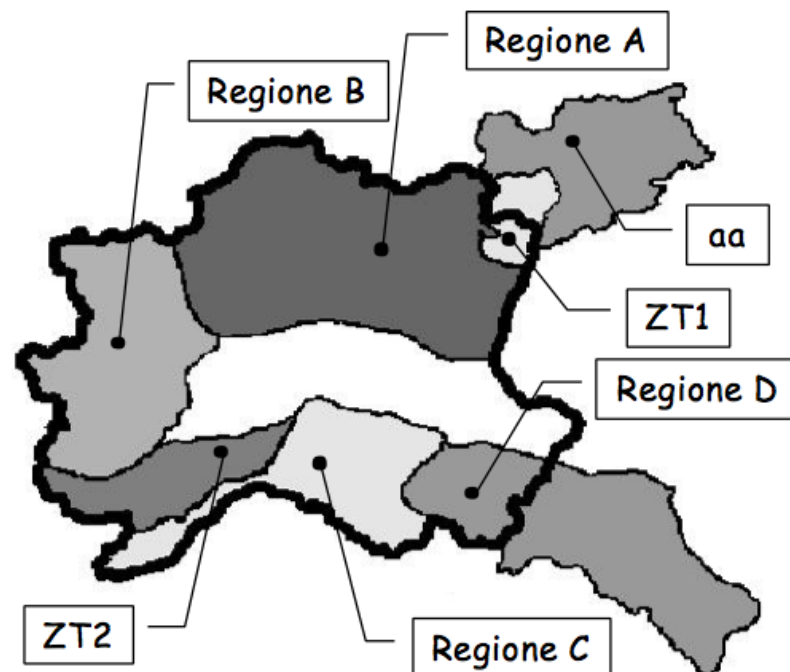 Regione A
Regione B
aa
ZT1
Regione D
ZT2
Regione C